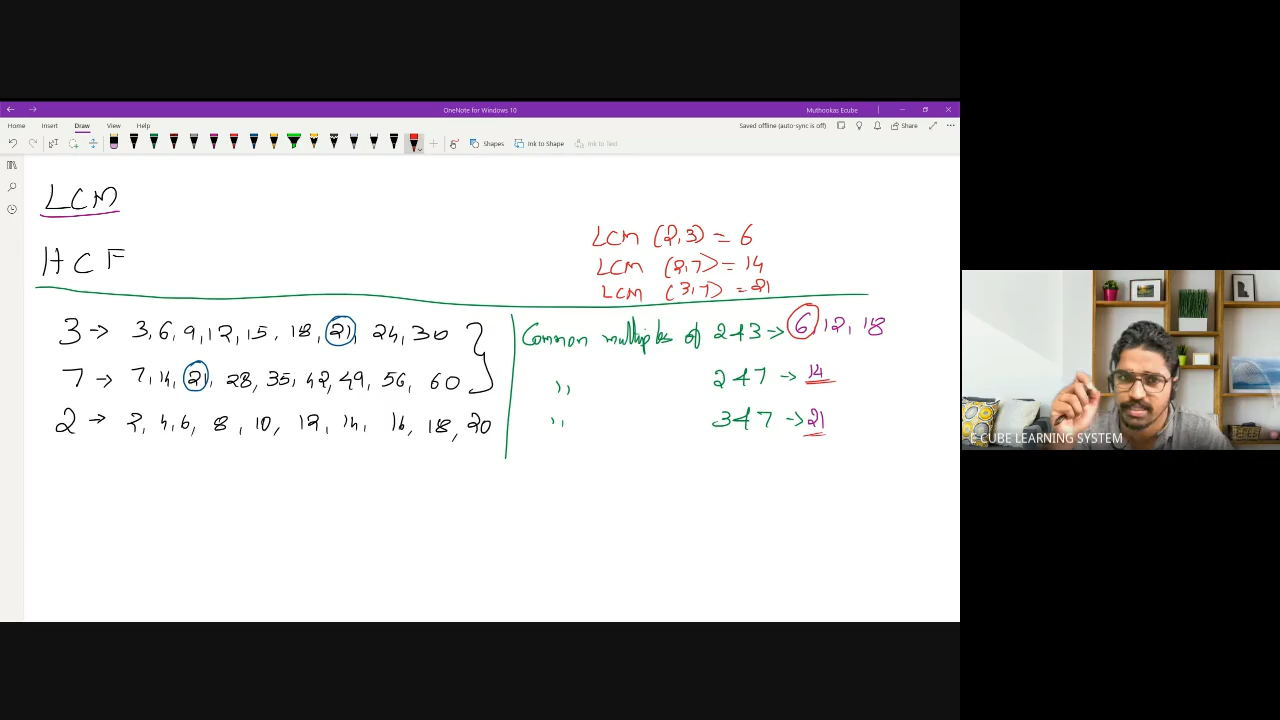 OneNote for Windows 10
Muthookas Ecube
Home Insert Draw View Help
Saved offline (auto-sync is off)
Share
Shapes
Ink to Shape
Ink to Text
LCM
HCF
LCM (2,3) = 6
LCM (2,7) = 14
LCM (3,7) = 21
3 → 3, 6, 9, 12, 15, 18, 21, 24, 30
7 → 7, 14, 21, 28, 35, 42, 49, 56, 60
2 → 2, 4, 6, 8, 10, 12, 14, 16, 18, 20
Common multiples of 2 & 3 → 6, 12, 18
,, 2 & 7 → 14
,, 3 & 7 → 21
E CUBE LEARNING SYSTEM